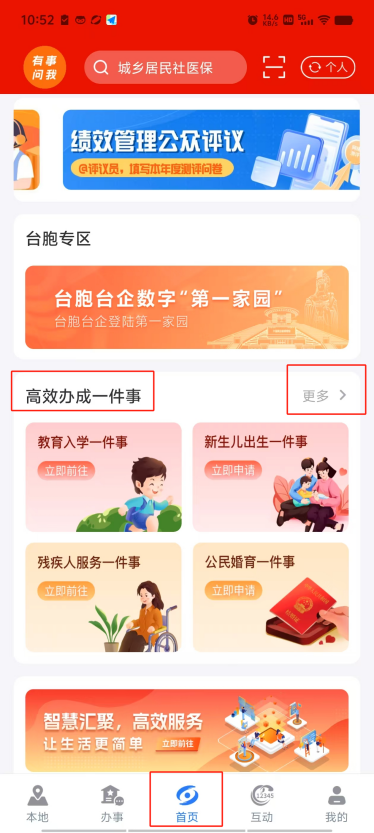 10:52
14.6
KB/s
HD
5G
有事
问我
城乡居民社医保
个人
绩效管理公众评议
@评议员，填写本年度测评问卷
台胞专区
台胞台企数字“第一家园”
台胞台企登陆第一家园
高效办成一件事
更多
教育入学一件事
立即前往
新生儿出生一件事
立即申请
残疾人服务一件事
立即前往
公民婚育一件事
立即申请
智慧汇聚，高效服务
让生活更简单
立即前往
12345
本地
办事
首页
互动
我的